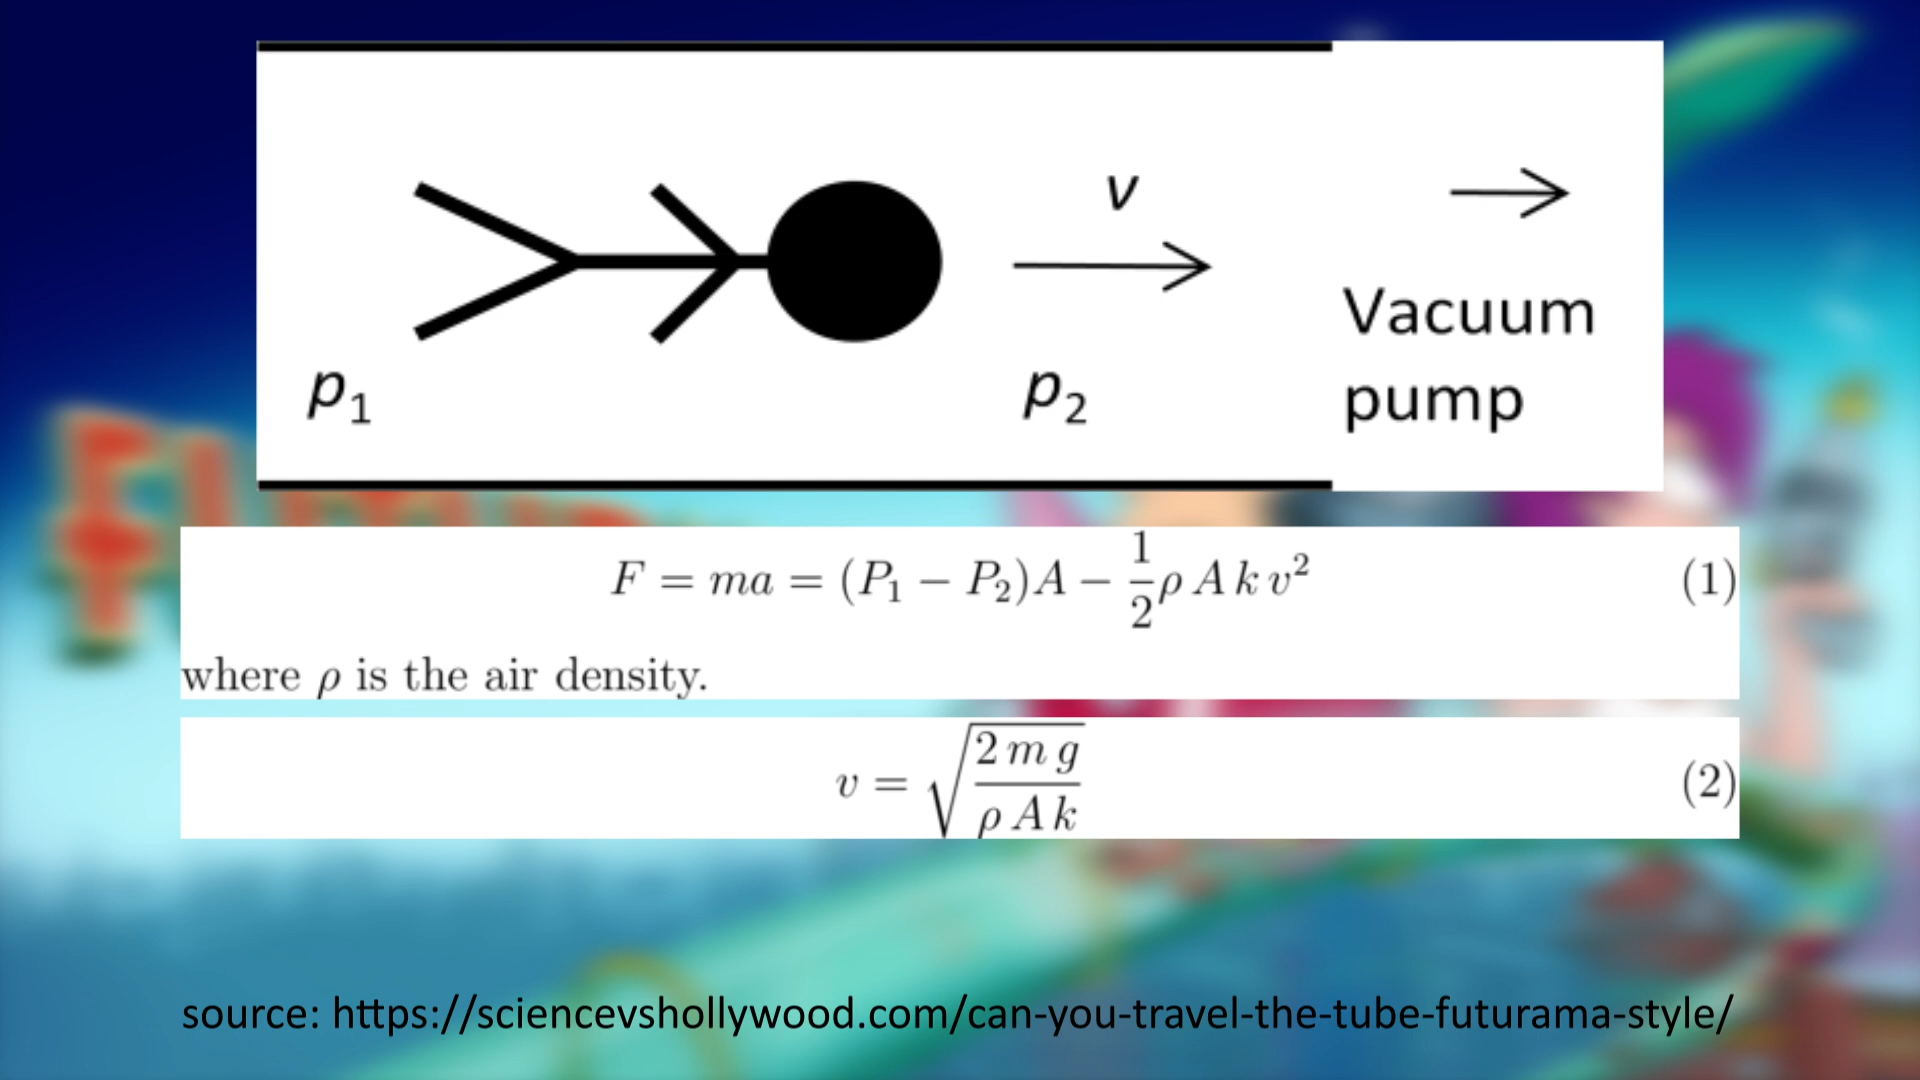 v
p₁
p₂
Vacuum
pump
F = ma = (P₁ − P₂)A − 1/2 ρ A k v² (1)
where ρ is the air density.
v = √(2 m g / ρ A k) (2)
source: https://sciencevshollywood.com/can-you-travel-the-tube-futurama-style/